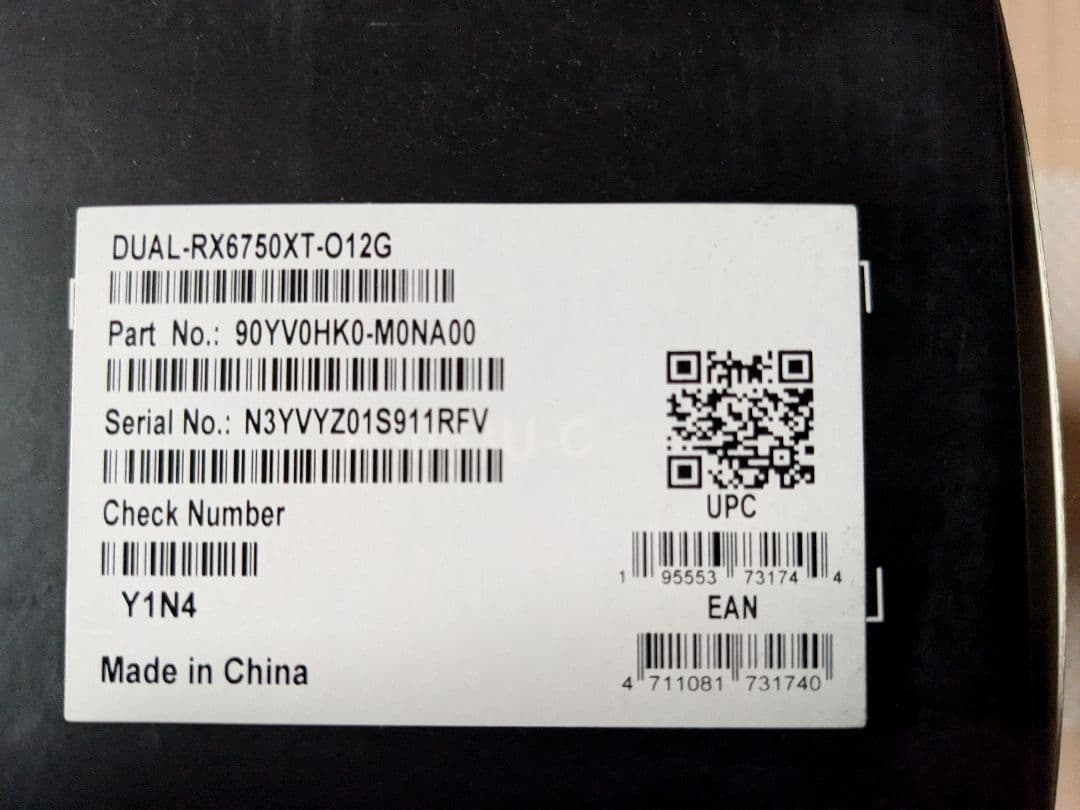 DUAL-RX6750XT-O12G
Part No.: 90YV0HK0-M0NA00
Serial No.: N3YVYZ01S911RFV
Check Number
Y1N4
Made in China
UPC
1 95553 73174 4
EAN
4 711081 731740